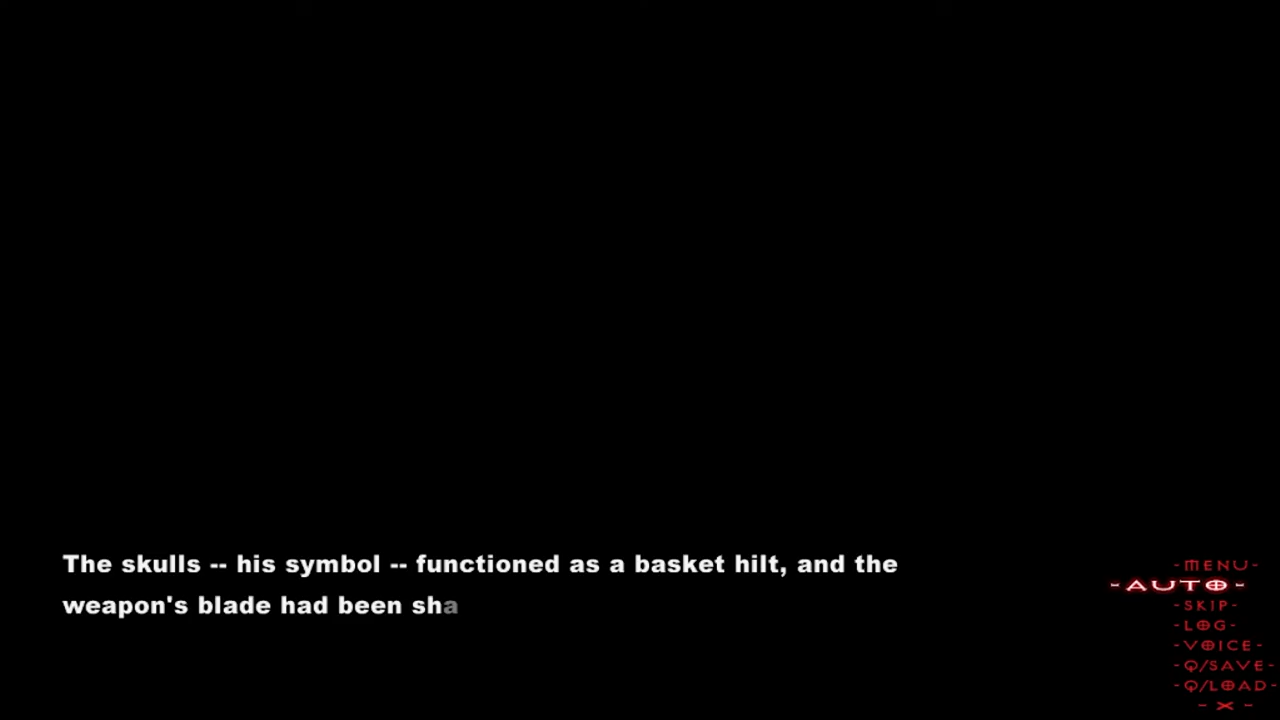 The skulls -- his symbol -- functioned as a basket hilt, and the
weapon's blade had been sha
-MENU-
-AUTO-
-SKIP-
-LOG-
-VOICE-
-Q/SAVE-
-Q/LOAD-
-X-